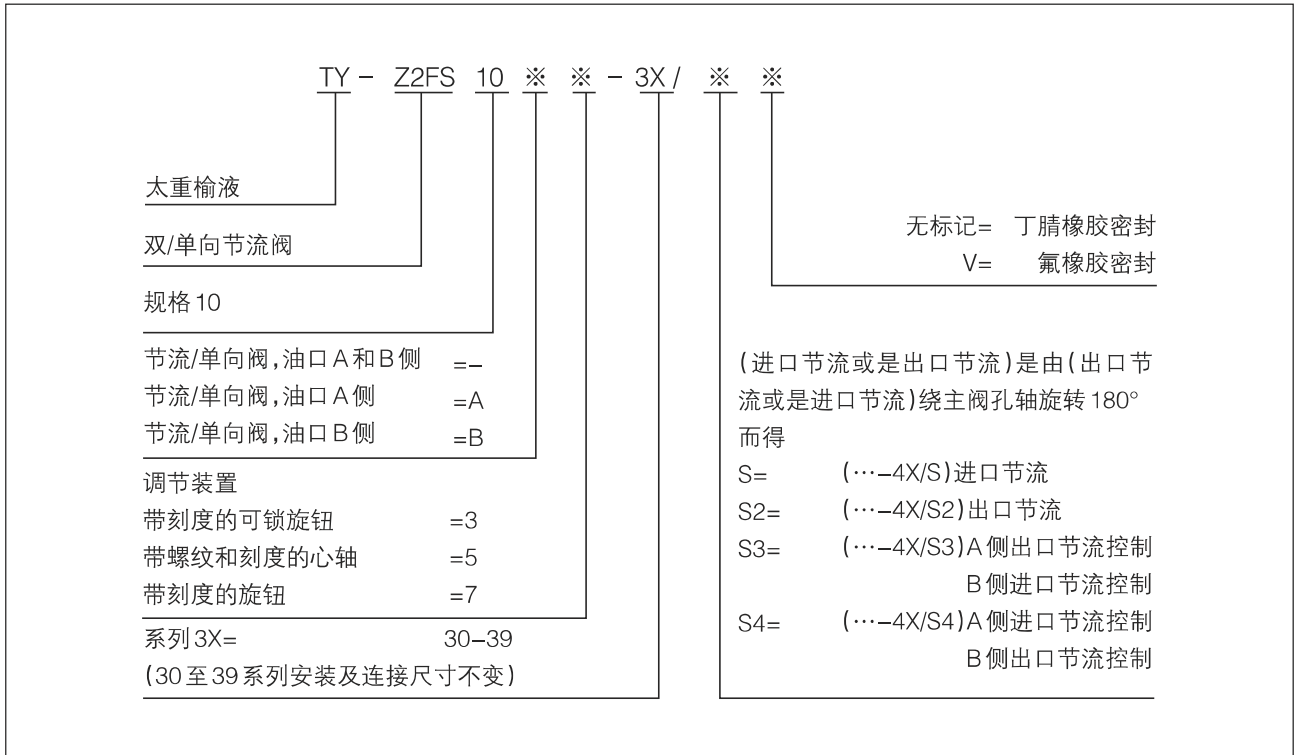 TY - Z2FS 10 ※ ※ - 3X / ※ ※
太重榆液
双/单向节流阀
规格10
节流/单向阀,油口A和B侧 =–
节流/单向阀,油口A侧 =A
节流/单向阀,油口B侧 =B
调节装置
带刻度的可锁旋钮 =3
带螺纹和刻度的心轴 =5
带刻度的旋钮 =7
系列3X= 30–39
(30至39系列安装及连接尺寸不变)
无标记= 丁腈橡胶密封
V= 氟橡胶密封
(进口节流或是出口节流)是由(出口节
流或是进口节流)绕主阀孔轴旋转180°
而得
S= (…–4X/S)进口节流
S2= (…–4X/S2)出口节流
S3= (…–4X/S3)A侧出口节流控制
B侧进口节流控制
S4= (…–4X/S4)A侧进口节流控制
B侧出口节流控制